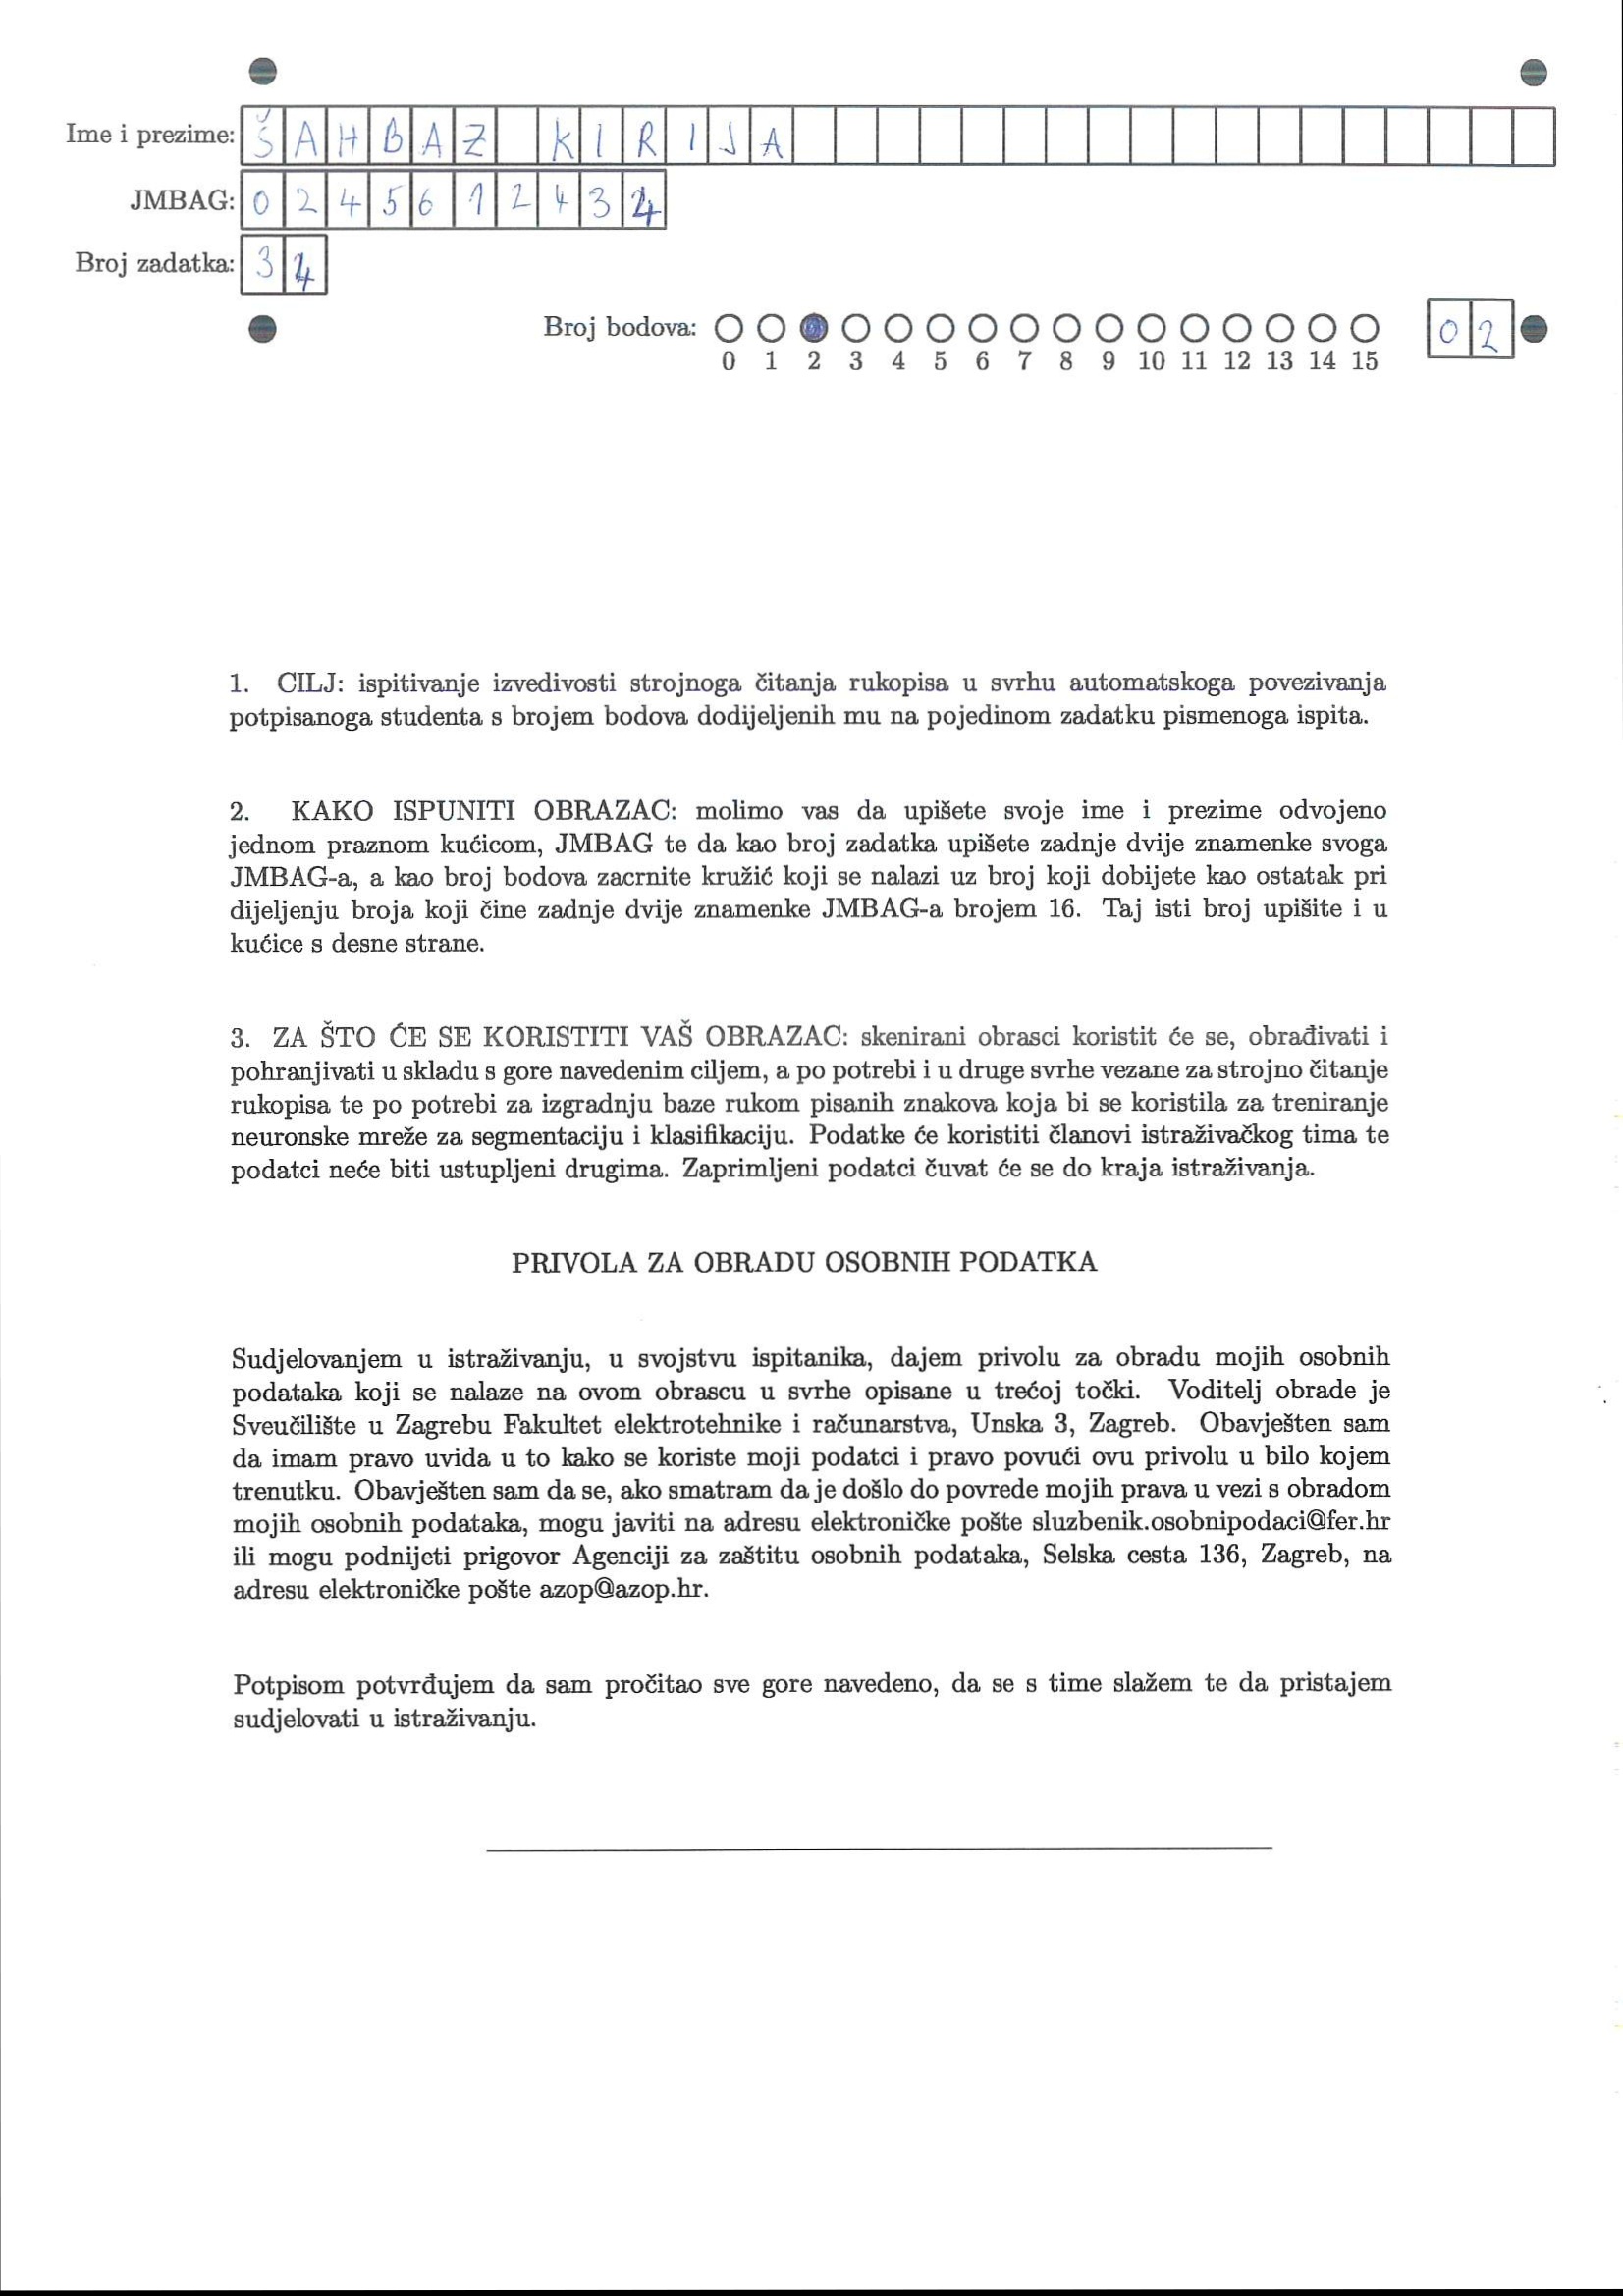 Ime i prezime: ŠAHBAZ KIRIJA
JMBAG: 0245612434
Broj zadatka: 34
Broj bodova: 02
0 1 2 3 4 5 6 7 8 9 10 11 12 13 14 15
1. CILJ: ispitivanje izvedivosti strojnoga čitanja rukopisa u svrhu automatskoga povezivanja
potpisanoga studenta s brojem bodova dodijeljenih mu na pojedinom zadatku pismenoga ispita.
2. KAKO ISPUNITI OBRAZAC: molimo vas da upišete svoje ime i prezime odvojeno
jednom praznom kućicom, JMBAG te da kao broj zadatka upišete zadnje dvije znamenke svoga
JMBAG-a, a kao broj bodova zacrnite kružić koji se nalazi uz broj koji dobijete kao ostatak pri
dijeljenju broja koji čine zadnje dvije znamenke JMBAG-a brojem 16. Taj isti broj upišite i u
kućice s desne strane.
3. ZA ŠTO ĆE SE KORISTITI VAŠ OBRAZAC: skenirani obrasci koristit će se, obrađivati i
pohranjivati u skladu s gore navedenim ciljem, a po potrebi i u druge svrhe vezane za strojno čitanje
rukopisa te po potrebi za izgradnju baze rukom pisanih znakova koja bi se koristila za treniranje
neuronske mreže za segmentaciju i klasifikaciju. Podatke će koristiti članovi istraživačkog tima te
podatci neće biti ustupljeni drugima. Zaprimljeni podatci čuvat će se do kraja istraživanja.
PRIVOLA ZA OBRADU OSOBNIH PODATKA
Sudjelovanjem u istraživanju, u svojstvu ispitanika, dajem privolu za obradu mojih osobnih
podataka koji se nalaze na ovom obrascu u svrhe opisane u trećoj točki. Voditelj obrade je
Sveučilište u Zagrebu Fakultet elektrotehnike i računarstva, Unska 3, Zagreb. Obavješten sam
da imam pravo uvida u to kako se koriste moji podatci i pravo povući ovu privolu u bilo kojem
trenutku. Obavješten sam da se, ako smatram da je došlo do povrede mojih prava u vezi s obradom
mojih osobnih podataka, mogu javiti na adresu elektroničke pošte sluzbenik.osobnipodaci@fer.hr
ili mogu podnijeti prigovor Agenciji za zaštitu osobnih podataka, Selska cesta 136, Zagreb, na
adresu elektroničke pošte azop@azop.hr.
Potpisom potvrđujem da sam pročitao sve gore navedeno, da se s time slažem te da pristajem
sudjelovati u istraživanju.